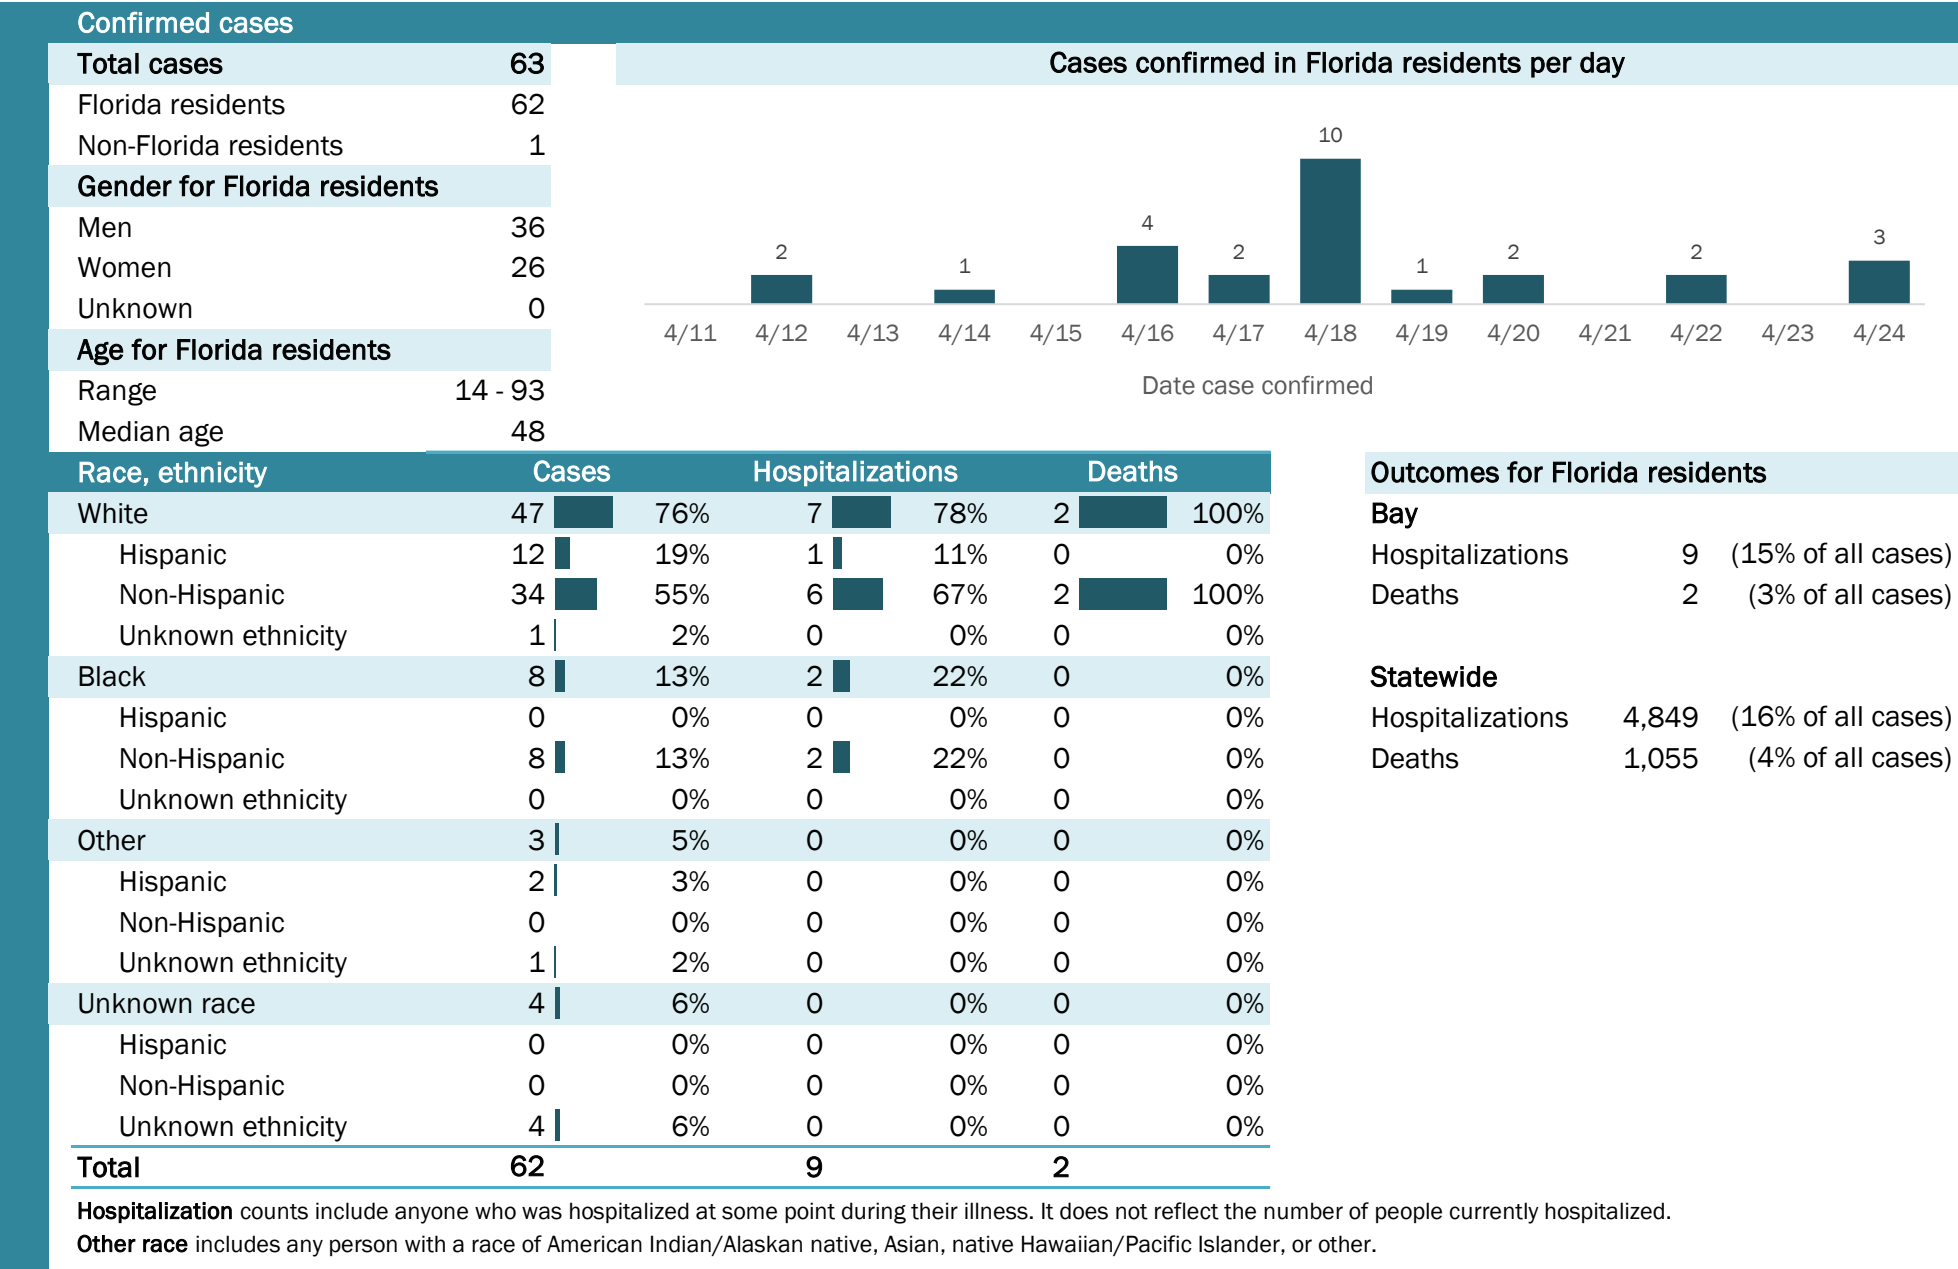 Confirmed cases
Total cases 63
Florida residents 62
Non-Florida residents 1
Gender for Florida residents
Men 36
Women 26
Unknown 0
Age for Florida residents
Range 14 - 93
Median age 48
Cases confirmed in Florida residents per day
2 1 4 2 10 1 2 2 3
4/11 4/12 4/13 4/14 4/15 4/16 4/17 4/18 4/19 4/20 4/21 4/22 4/23 4/24
Date case confirmed
Race, ethnicity Cases Hospitalizations Deaths
White 47 76% 7 78% 2 100%
Hispanic 12 19% 1 11% 0 0%
Non-Hispanic 34 55% 6 67% 2 100%
Unknown ethnicity 1 2% 0 0% 0 0%
Black 8 13% 2 22% 0 0%
Hispanic 0 0% 0 0% 0 0%
Non-Hispanic 8 13% 2 22% 0 0%
Unknown ethnicity 0 0% 0 0% 0 0%
Other 3 5% 0 0% 0 0%
Hispanic 2 3% 0 0% 0 0%
Non-Hispanic 0 0% 0 0% 0 0%
Unknown ethnicity 1 2% 0 0% 0 0%
Unknown race 4 6% 0 0% 0 0%
Hispanic 0 0% 0 0% 0 0%
Non-Hispanic 0 0% 0 0% 0 0%
Unknown ethnicity 4 6% 0 0% 0 0%
Total 62 9 2
Outcomes for Florida residents
Bay
Hospitalizations 9 (15% of all cases)
Deaths 2 (3% of all cases)
Statewide
Hospitalizations 4,849 (16% of all cases)
Deaths 1,055 (4% of all cases)
Hospitalization counts include anyone who was hospitalized at some point during their illness. It does not reflect the number of people currently hospitalized.
Other race includes any person with a race of American Indian/Alaskan native, Asian, native Hawaiian/Pacific Islander, or other.